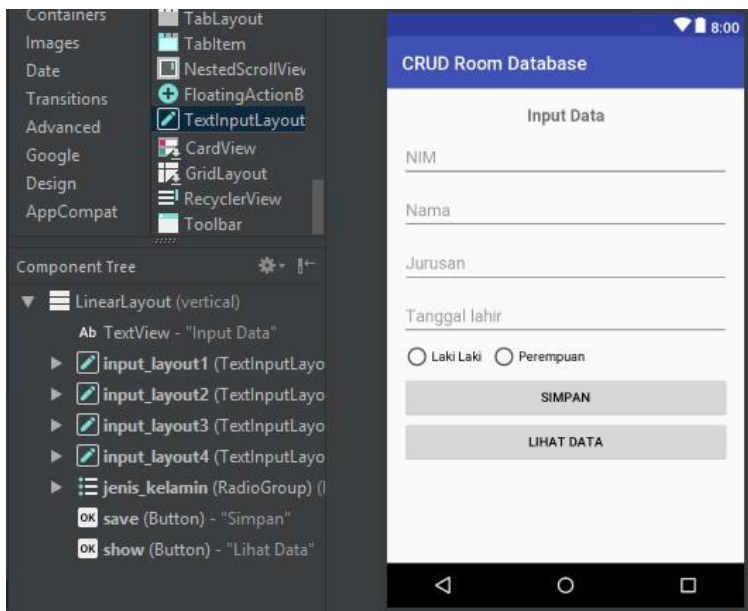 Containers
Images
Date
Transitions
Advanced
Google
Design
AppCompat
TabLayout
TabItem
NestedScrollView
FloatingActionB
TextInputLayout
CardView
GridLayout
RecyclerView
Toolbar
Component Tree
LinearLayout (vertical)
Ab TextView - "Input Data"
input_layout1 (TextInputLayo
input_layout2 (TextInputLayo
input_layout3 (TextInputLayo
input_layout4 (TextInputLayo
jenis_kelamin (RadioGroup) (
OK save (Button) - "Simpan"
OK show (Button) - "Lihat Data"
8:00
CRUD Room Database
Input Data
NIM
Nama
Jurusan
Tanggal lahir
Laki Laki Perempuan
SIMPAN
LIHAT DATA